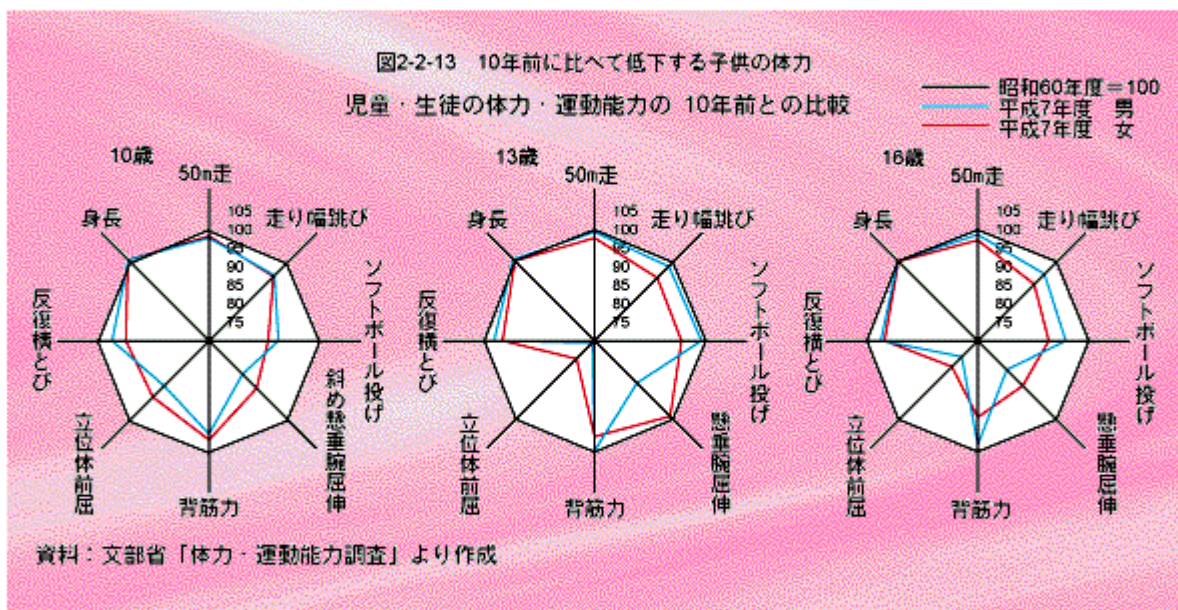 図2-2-13 10年前に比べて低下する子供の体力
児童・生徒の体力・運動能力の 10年前との比較
昭和60年度=100
平成7年度 男
平成7年度 女
10歳
50m走
走り幅跳び
ソフトボール投げ
斜め懸垂腕屈伸
背筋力
立位体前屈
反復横とび
身長
105
100
95
90
85
80
75
13歳
50m走
走り幅跳び
ソフトボール投げ
懸垂腕屈伸
背筋力
立位体前屈
反復横とび
身長
105
100
95
90
85
80
75
16歳
50m走
走り幅跳び
ソフトボール投げ
懸垂腕屈伸
背筋力
立位体前屈
反復横とび
身長
105
100
95
90
85
80
75
資料:文部省「体力・運動能力調査」より作成